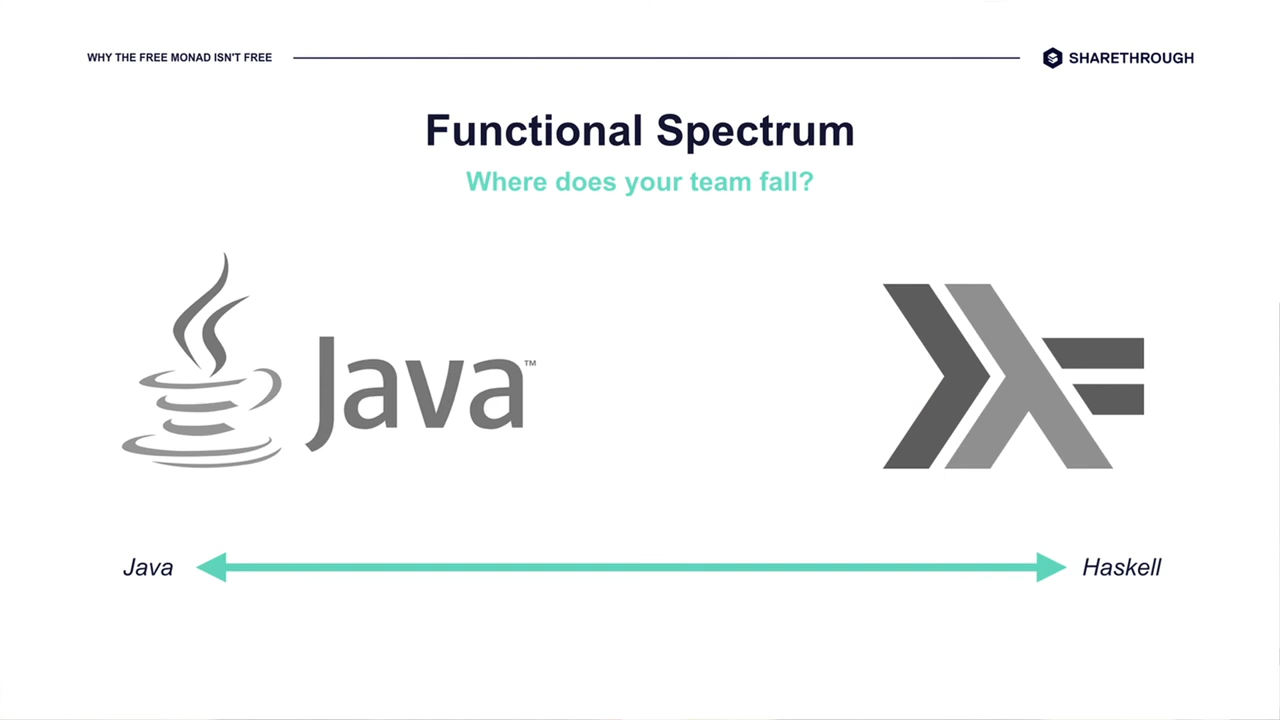 WHY THE FREE MONAD ISN'T FREE
SHARETHROUGH
Functional Spectrum
Where does your team fall?
Java™
Java
Haskell